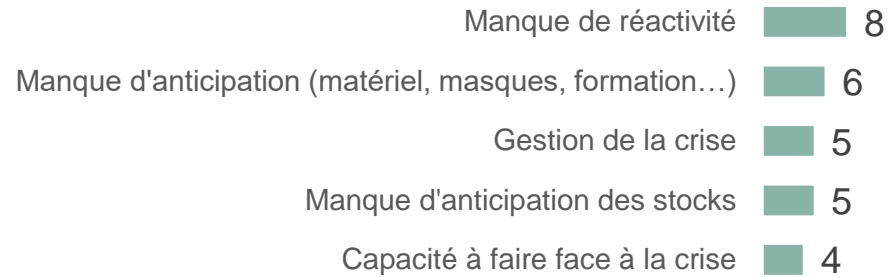 Manque de réactivité 8
Manque d'anticipation (matériel, masques, formation…) 6
Gestion de la crise 5
Manque d'anticipation des stocks 5
Capacité à faire face à la crise 4